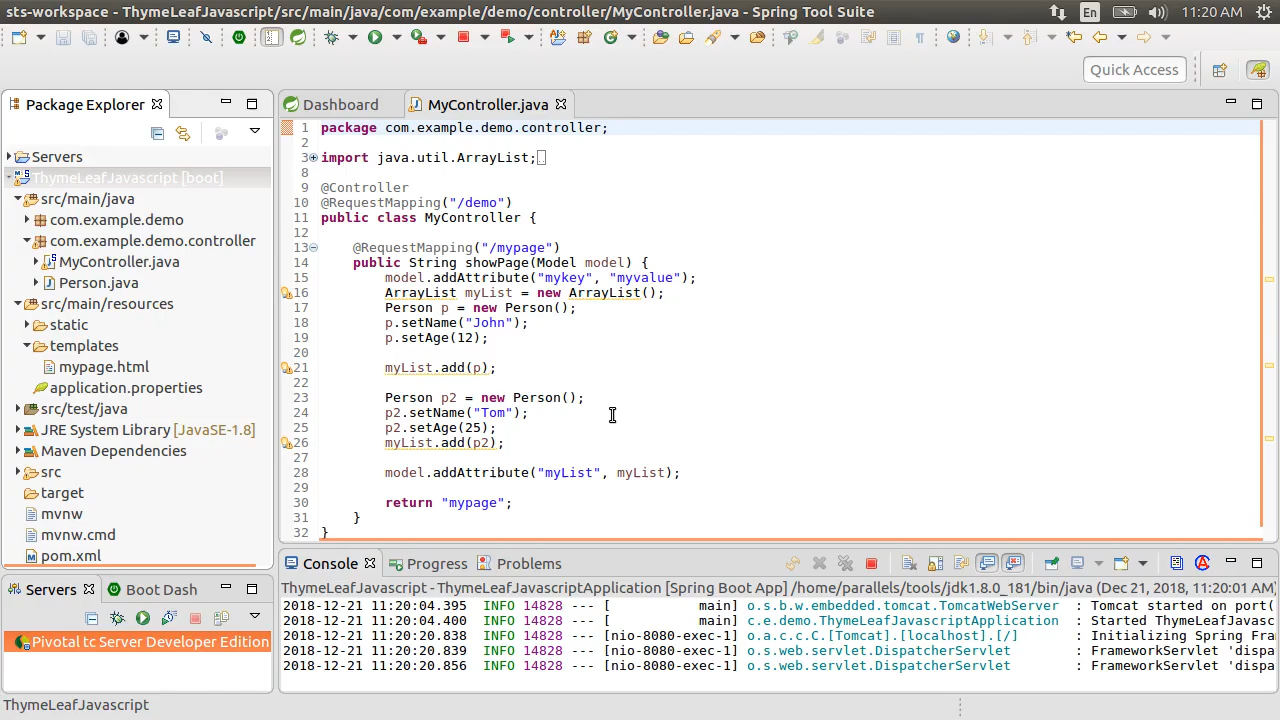 sts-workspace - ThymeLeafJavascript/src/main/java/com/example/demo/controller/MyController.java - Spring Tool Suite
En
11:20 AM
Quick Access
Package Explorer
Dashboard
MyController.java
Servers
ThymeLeafJavascript [boot]
src/main/java
com.example.demo
com.example.demo.controller
MyController.java
Person.java
src/main/resources
static
templates
mypage.html
application.properties
src/test/java
JRE System Library [JavaSE-1.8]
Maven Dependencies
src
target
mvnw
mvnw.cmd
pom.xml
1 package com.example.demo.controller;
2
3 import java.util.ArrayList;
8
9 @Controller
10 @RequestMapping("/demo")
11 public class MyController {
12
13 @RequestMapping("/mypage")
14 public String showPage(Model model) {
15 model.addAttribute("mykey", "myvalue");
16 ArrayList myList = new ArrayList();
17 Person p = new Person();
18 p.setName("John");
19 p.setAge(12);
20
21 myList.add(p);
22
23 Person p2 = new Person();
24 p2.setName("Tom");
25 p2.setAge(25);
26 myList.add(p2);
27
28 model.addAttribute("myList", myList);
29
30 return "mypage";
31 }
32 }
Servers
Boot Dash
Pivotal tc Server Developer Edition
Console
Progress
Problems
ThymeLeafJavascript - ThymeLeafJavascriptApplication [Spring Boot App] /home/parallels/tools/jdk1.8.0_181/bin/java (Dec 21, 2018, 11:20:01 AM)
2018-12-21 11:20:04.395 INFO 14828 --- [ main] o.s.b.w.embedded.tomcat.TomcatWebServer : Tomcat started on port(
2018-12-21 11:20:04.400 INFO 14828 --- [ main] c.e.demo.ThymeLeafJavascriptApplication : Started ThymeLeafJavasc
2018-12-21 11:20:20.839 INFO 14828 --- [nio-8080-exec-1] o.a.c.c.C.[Tomcat].[localhost].[/] : Initializing Spring Fra
2018-12-21 11:20:20.839 INFO 14828 --- [nio-8080-exec-1] o.s.web.servlet.DispatcherServlet : FrameworkServlet 'dispa
2018-12-21 11:20:20.856 INFO 14828 --- [nio-8080-exec-1] o.s.web.servlet.DispatcherServlet : FrameworkServlet 'dispa
ThymeLeafJavascript